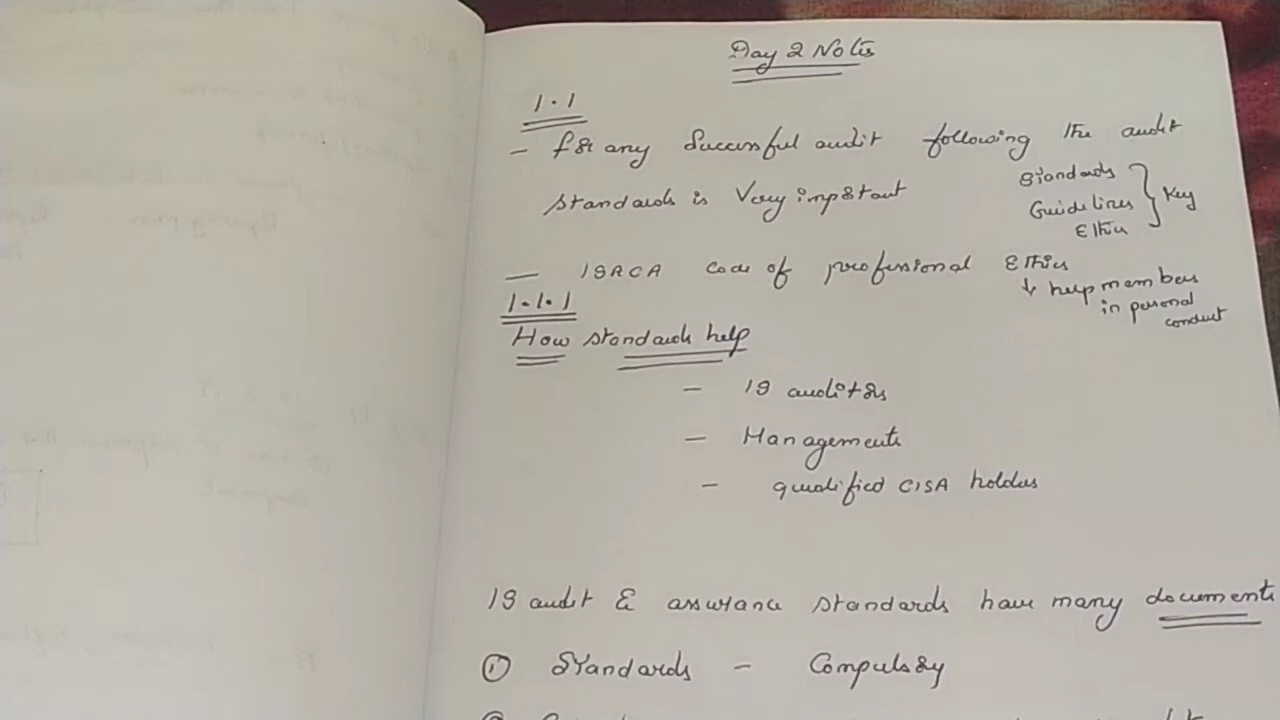 Day 2 Notes
1.1
- for any Successful audit following the audit
standards is Very important
Standards
Guidelines } Key
Ethics
- ISACA Code of professional Ethics
↓ help members
in personal
conduct
1.1.1
How standards help
- IS auditors
- Managements
- qualified CISA holders
IS audit & assurance standards have many documents
① Standards - Compulsory